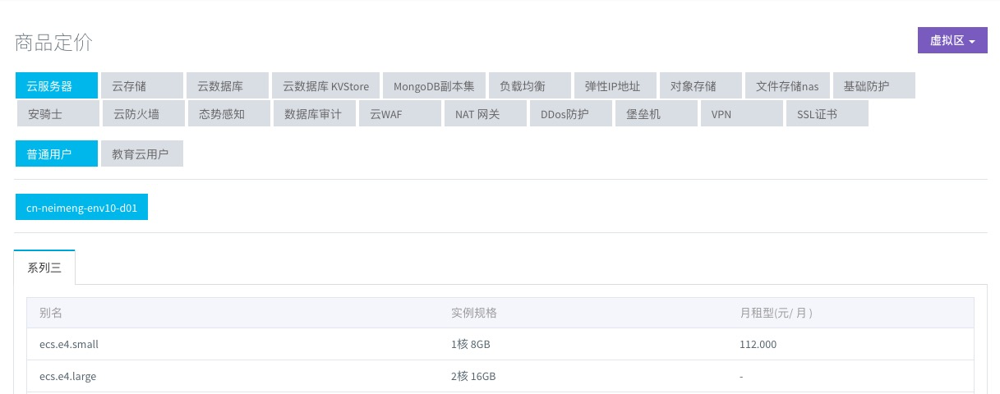 商品定价 虚拟区
云服务器 云存储 云数据库 云数据库 KVStore MongoDB副本集 负载均衡 弹性IP地址 对象存储 文件存储nas 基础防护
安骑士 云防火墙 态势感知 数据库审计 云WAF NAT 网关 DDos防护 堡垒机 VPN SSL证书
普通用户 教育云用户
cn-neimeng-env10-d01
系列三
别名 实例规格 月租型(元/ 月 )
ecs.e4.small 1核 8GB 112.000
ecs.e4.large 2核 16GB -